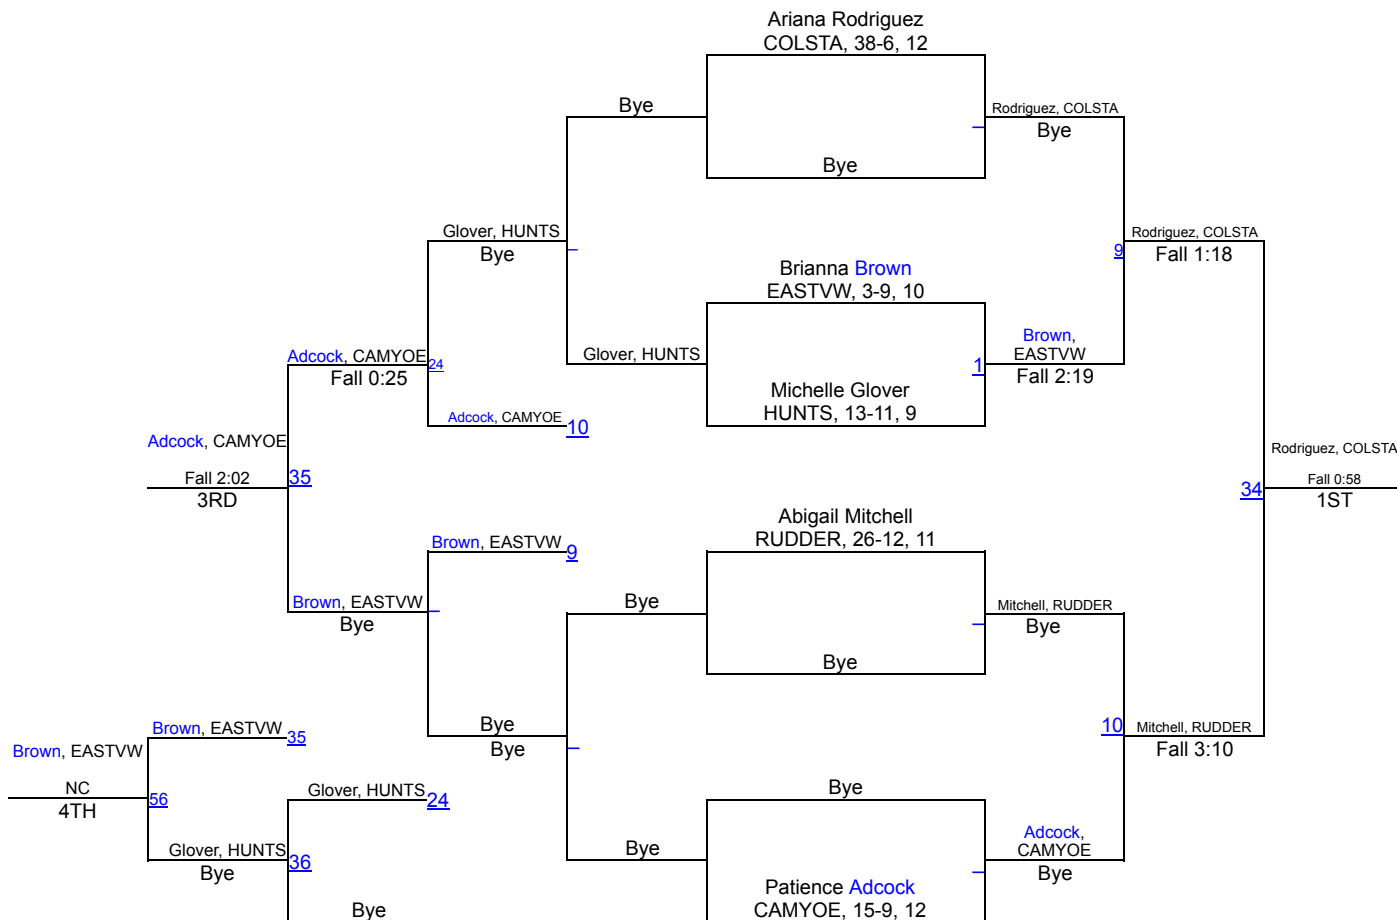 Ariana Rodriguez
COLSTA, 38-6, 12
Bye
Rodriguez, COLSTA
Bye
Bye
Glover, HUNTS
Bye
Rodriguez, COLSTA
9
Fall 1:18
Brianna Brown
EASTVW, 3-9, 10
Brown,
EASTVW
Adcock, CAMYOE
24
Glover, HUNTS
1
Fall 2:19
Fall 0:25
Michelle Glover
HUNTS, 13-11, 9
Adcock, CAMYOE
10
Adcock, CAMYOE
Rodriguez, COLSTA
Fall 2:02
35
3RD
34
Fall 0:58
1ST
Abigail Mitchell
RUDDER, 26-12, 11
Brown, EASTVW
9
Brown, EASTVW
Bye
Bye
Mitchell, RUDDER
Bye
Bye
Brown, EASTVW
35
Bye
Bye
10
Mitchell, RUDDER
Fall 3:10
Brown, EASTVW
NC
56
4TH
Glover, HUNTS
24
Bye
Glover, HUNTS
36
Bye
Bye
Adcock,
CAMYOE
Bye
Bye
Patience Adcock
CAMYOE, 15-9, 12